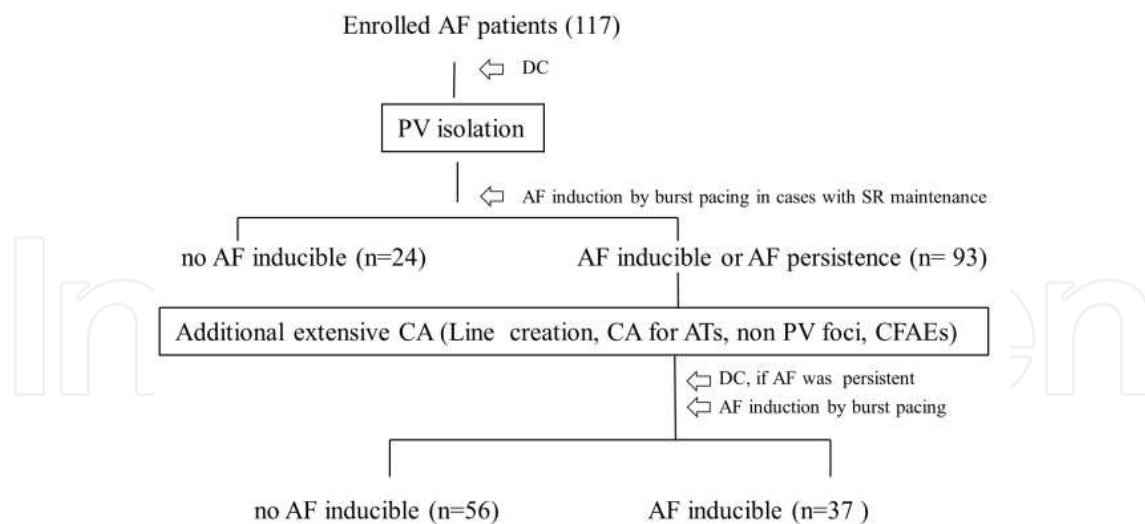 Enrolled AF patients (117)
DC
PV isolation
AF induction by burst pacing in cases with SR maintenance
no AF inducible (n=24)
AF inducible or AF persistence (n= 93)
Additional extensive CA (Line creation, CA for ATs, non PV foci, CFAEs)
DC, if AF was persistent
AF induction by burst pacing
no AF inducible (n=56)
AF inducible (n=37 )